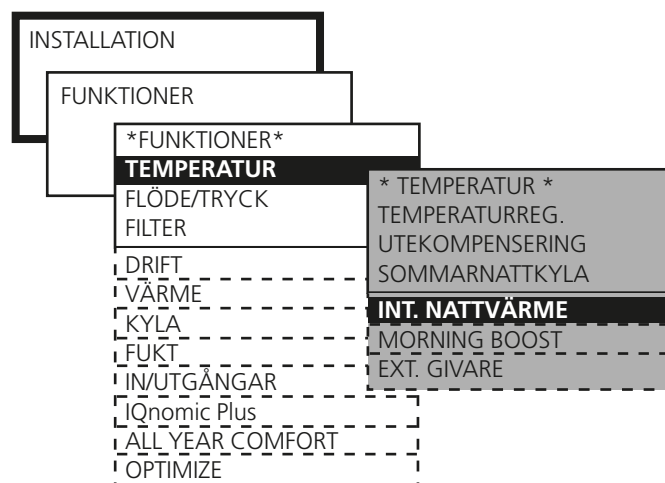 INSTALLATION
FUNKTIONER
*FUNKTIONER*
TEMPERATUR
FLÖDE/TRYCK
FILTER
DRIFT
VÄRME
KYLA
FUKT
IN/UTGÅNGAR
IQnomic Plus
ALL YEAR COMFORT
OPTIMIZE
* TEMPERATUR *
TEMPERATURREG.
UTEKOMPENSERING
SOMMARNATTKYLA
INT. NATTVÄRME
MORNING BOOST
EXT. GIVARE